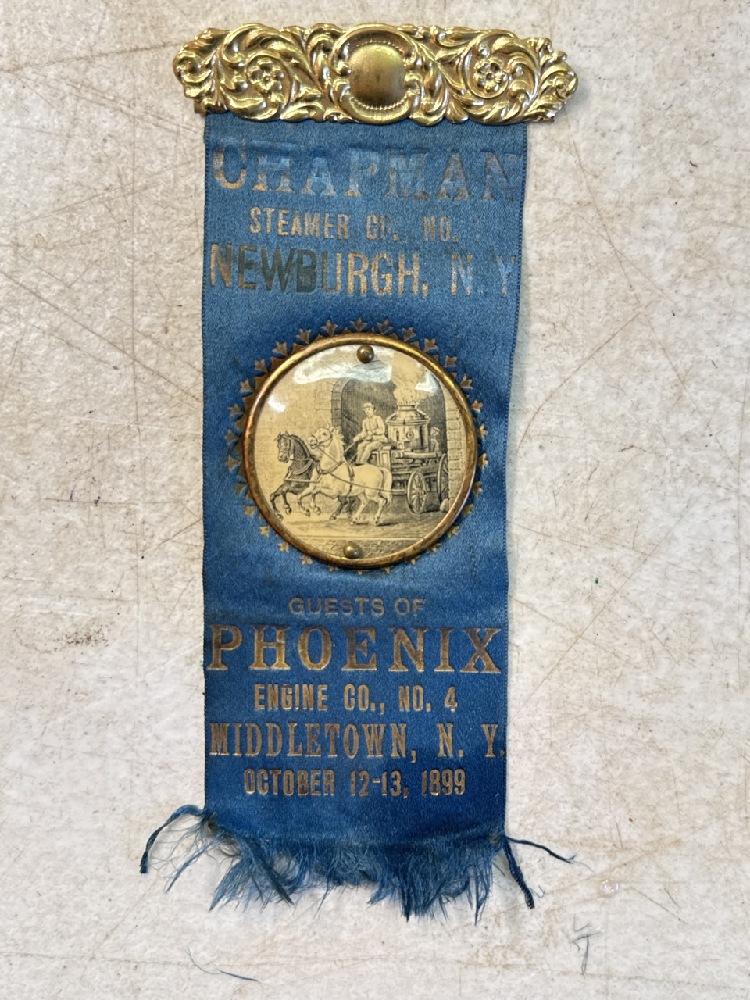 CHAPMAN
STEAMER CO., NO.
NEWBURGH, N.Y
GUESTS OF
PHOENIX
ENGINE CO., NO. 4
MIDDLETOWN, N. Y.
OCTOBER 12-13, 1899